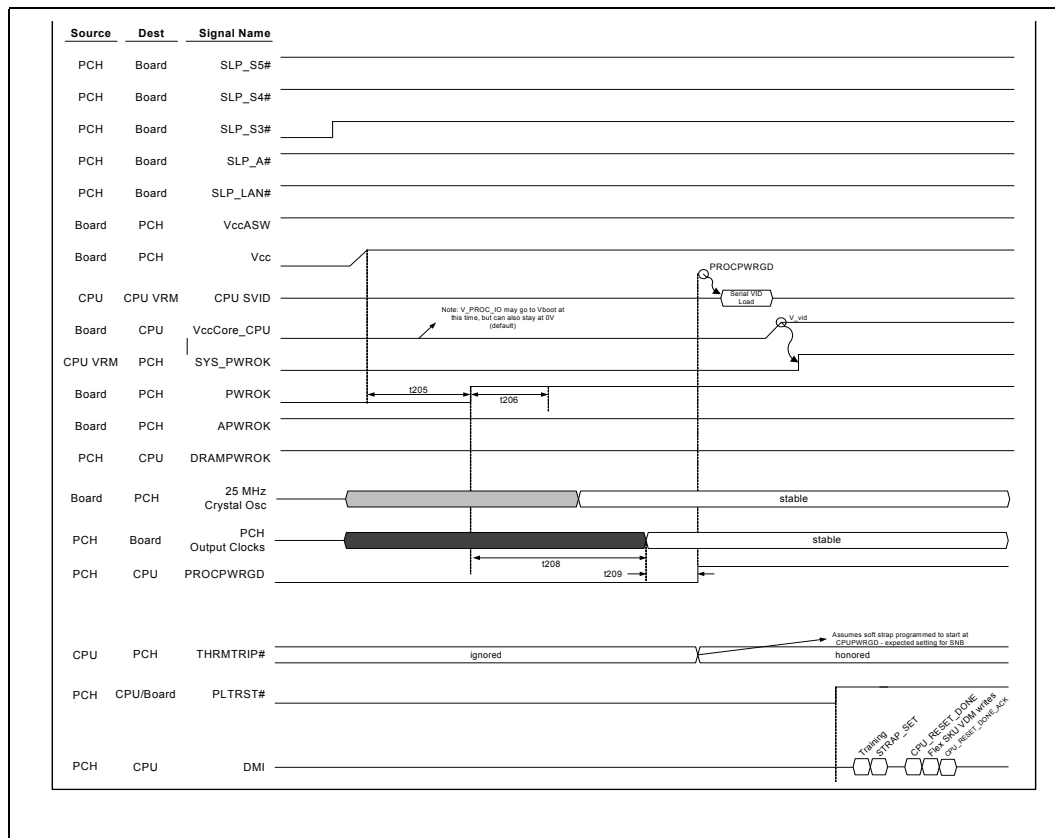 Source Dest Signal Name
PCH Board SLP_S5#
PCH Board SLP_S4#
PCH Board SLP_S3#
PCH Board SLP_A#
PCH Board SLP_LAN#
Board PCH VccASW
Board PCH Vcc
PROCPWRGD
CPU CPU VRM CPU SVID
Serial VID
Load
Note: V_PROC_IO may go to Vboot at
this time, but can also stay at 0V
(default)
Board CPU VccCore_CPU
V_vid
CPU VRM PCH SYS_PWROK
Board PCH PWROK
t205
t206
Board PCH APWROK
PCH CPU DRAMPWROK
Board PCH 25 MHz
Crystal Osc
stable
PCH Board PCH
Output Clocks
stable
t208
t209
PCH CPU PROCPWRGD
Assumes soft strap programmed to start at
CPUPWRGD - expected setting for SNB
CPU PCH THRMTRIP#
ignored
honored
PCH CPU/Board PLTRST#
Training
STRAP_SET
CPU_RESET_DONE
Flex SKU VDM writes
CPU_RESET_DONE_ACK
PCH CPU DMI